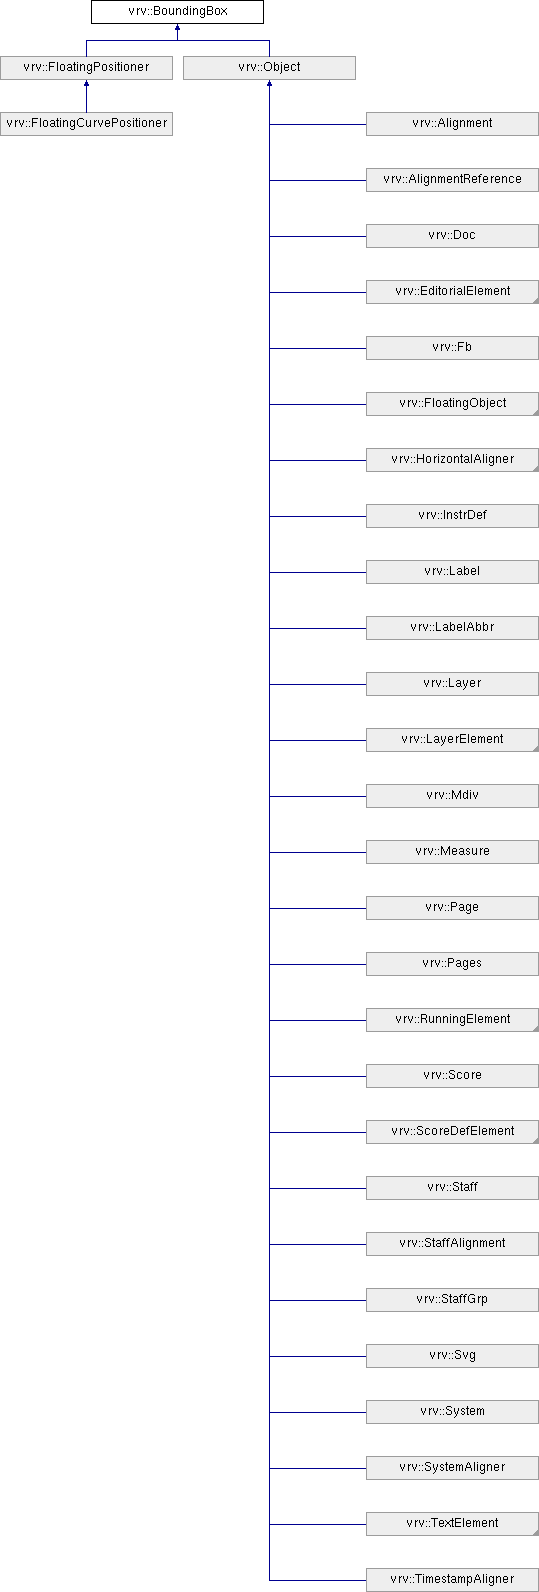 vrv::BoundingBox
vrv::FloatingPositioner
vrv::Object
vrv::FloatingCurvePositioner
vrv::Alignment
vrv::AlignmentReference
vrv::Doc
vrv::EditorialElement
vrv::Fb
vrv::FloatingObject
vrv::HorizontalAligner
vrv::InstrDef
vrv::Label
vrv::LabelAbbr
vrv::Layer
vrv::LayerElement
vrv::Mdiv
vrv::Measure
vrv::Page
vrv::Pages
vrv::RunningElement
vrv::Score
vrv::ScoreDefElement
vrv::Staff
vrv::StaffAlignment
vrv::StaffGrp
vrv::Svg
vrv::System
vrv::SystemAligner
vrv::TextElement
vrv::TimestampAligner